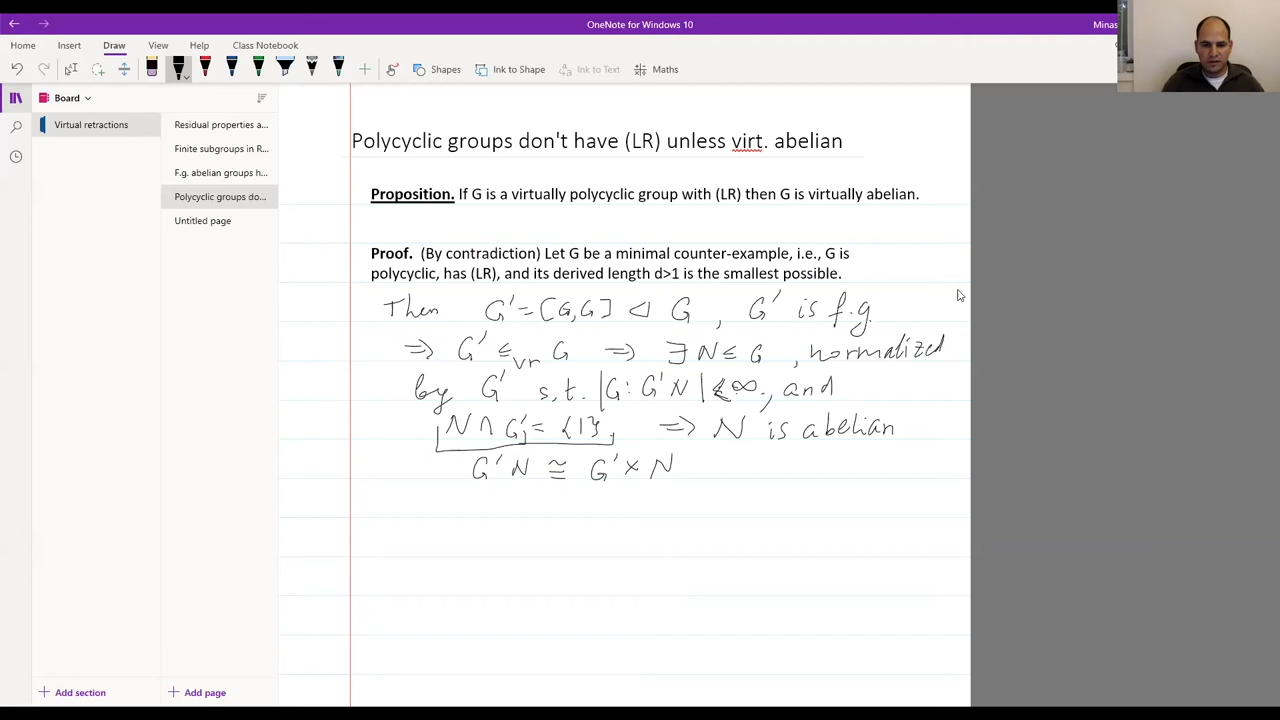 OneNote for Windows 10
Minas
Home Insert Draw View Help Class Notebook
Shapes Ink to Shape Ink to Text Maths
Board
Virtual retractions
Residual properties a...
Finite subgroups in R...
F.g. abelian groups h...
Polycyclic groups do...
Untitled page
Add section
Add page
Polycyclic groups don't have (LR) unless virt. abelian
Proposition. If G is a virtually polycyclic group with (LR) then G is virtually abelian.
Proof. (By contradiction) Let G be a minimal counter-example, i.e., G is
polycyclic, has (LR), and its derived length d>1 is the smallest possible.
Then G' = [G,G] ◁ G , G' is f.g.
⇒ G' ≤vr G ⇒ ∃ N ≤ G , normalized
by G' s.t. |G : G'N| < ∞, and
N ∩ G' = {1}, ⇒ N is abelian
G'N ≅ G' × N